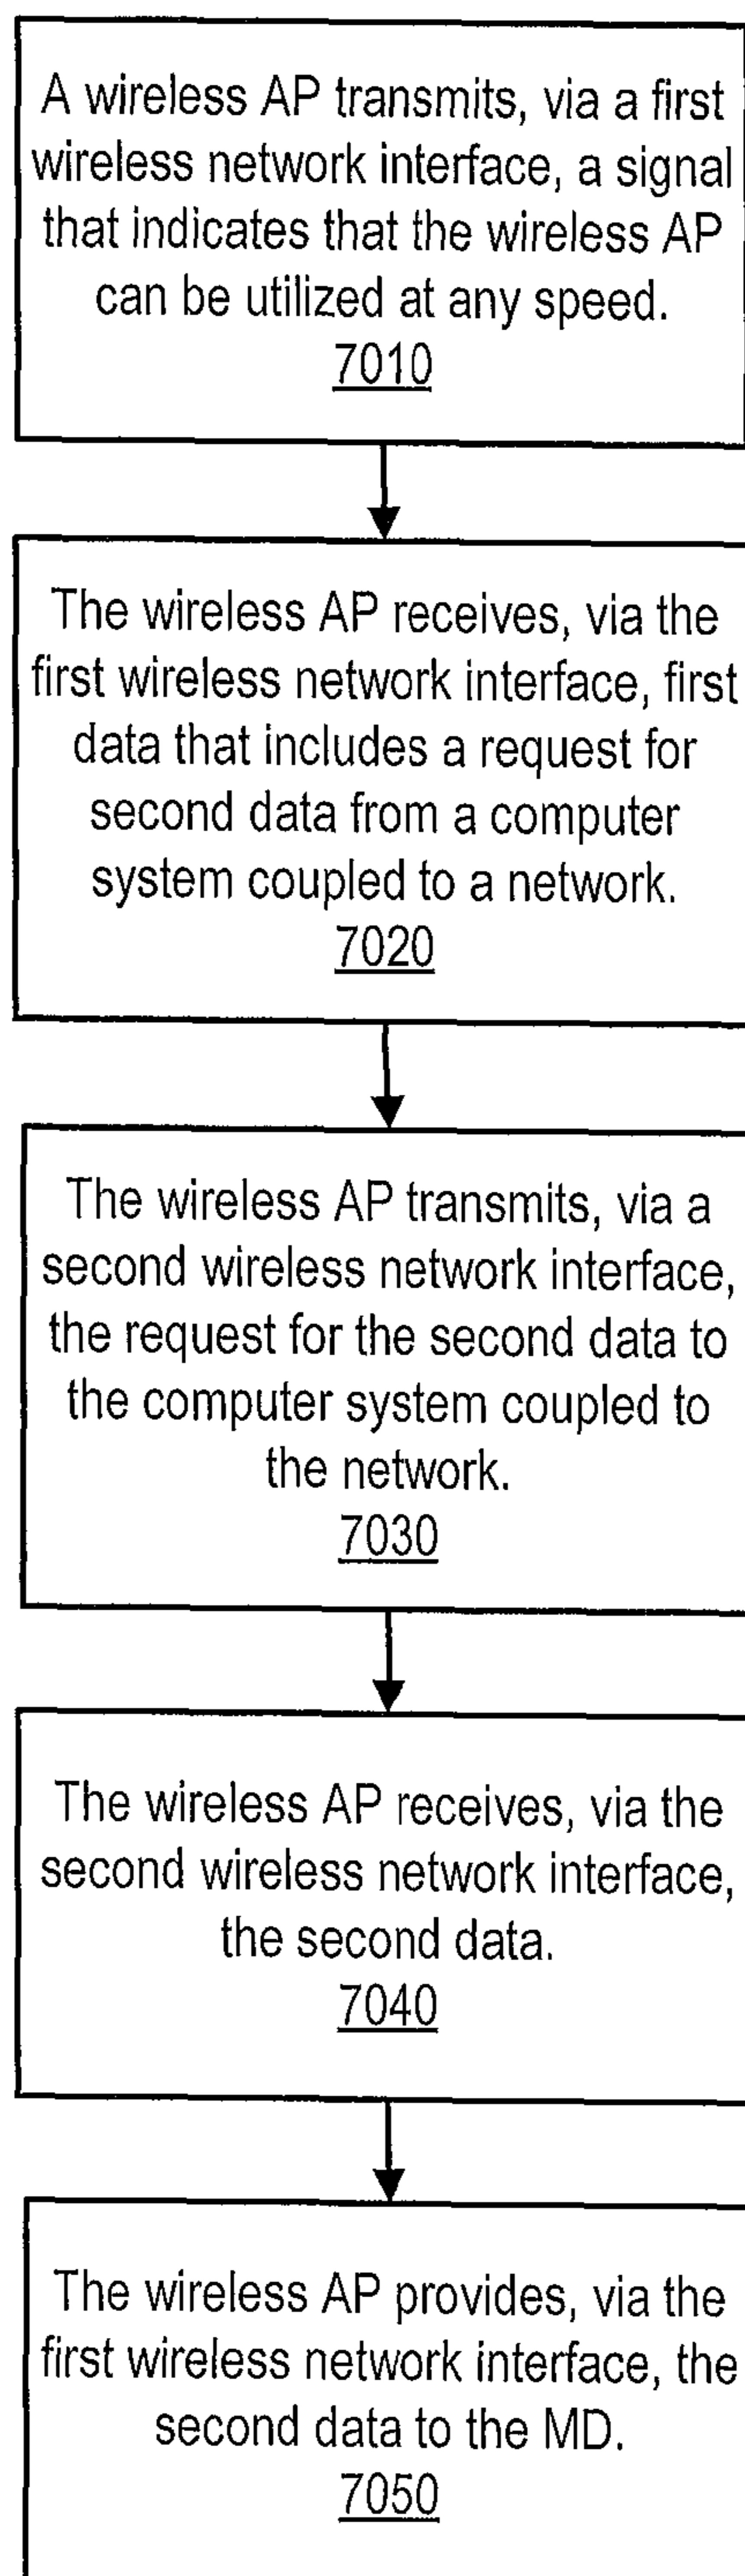 A wireless AP transmits, via a first
wireless network interface, a signal
that indicates that the wireless AP
can be utilized at any speed.
7010
The wireless AP receives, via the
first wireless network interface, first
data that includes a request for
second data from a computer
system coupled to a network.
7020
The wireless AP transmits, via a
second wireless network interface,
the request for the second data to
the computer system coupled to
the network.
7030
The wireless AP receives, via the
second wireless network interface,
the second data.
7040
The wireless AP provides, via the
first wireless network interface, the
second data to the MD.
7050